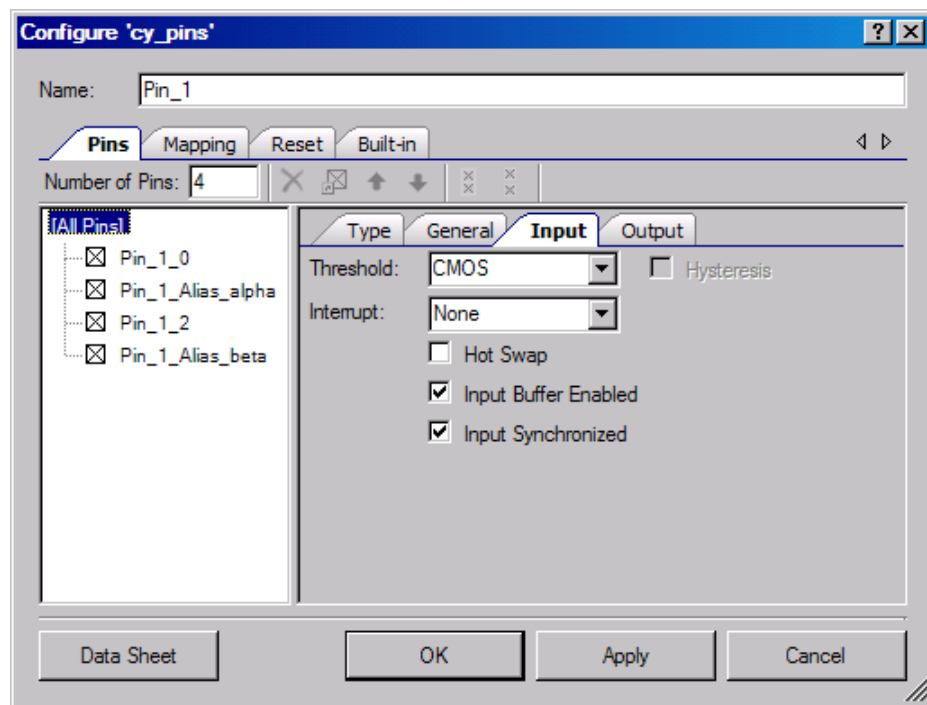 Configure 'cy_pins'
Name: Pin_1
Pins Mapping Reset Built-in
Number of Pins: 4
[All Pins]
Pin_1_0
Pin_1_Alias_alpha
Pin_1_2
Pin_1_Alias_beta
Type General Input Output
Threshold: CMOS Hysteresis
Interrupt: None
Hot Swap
Input Buffer Enabled
Input Synchronized
Data Sheet OK Apply Cancel